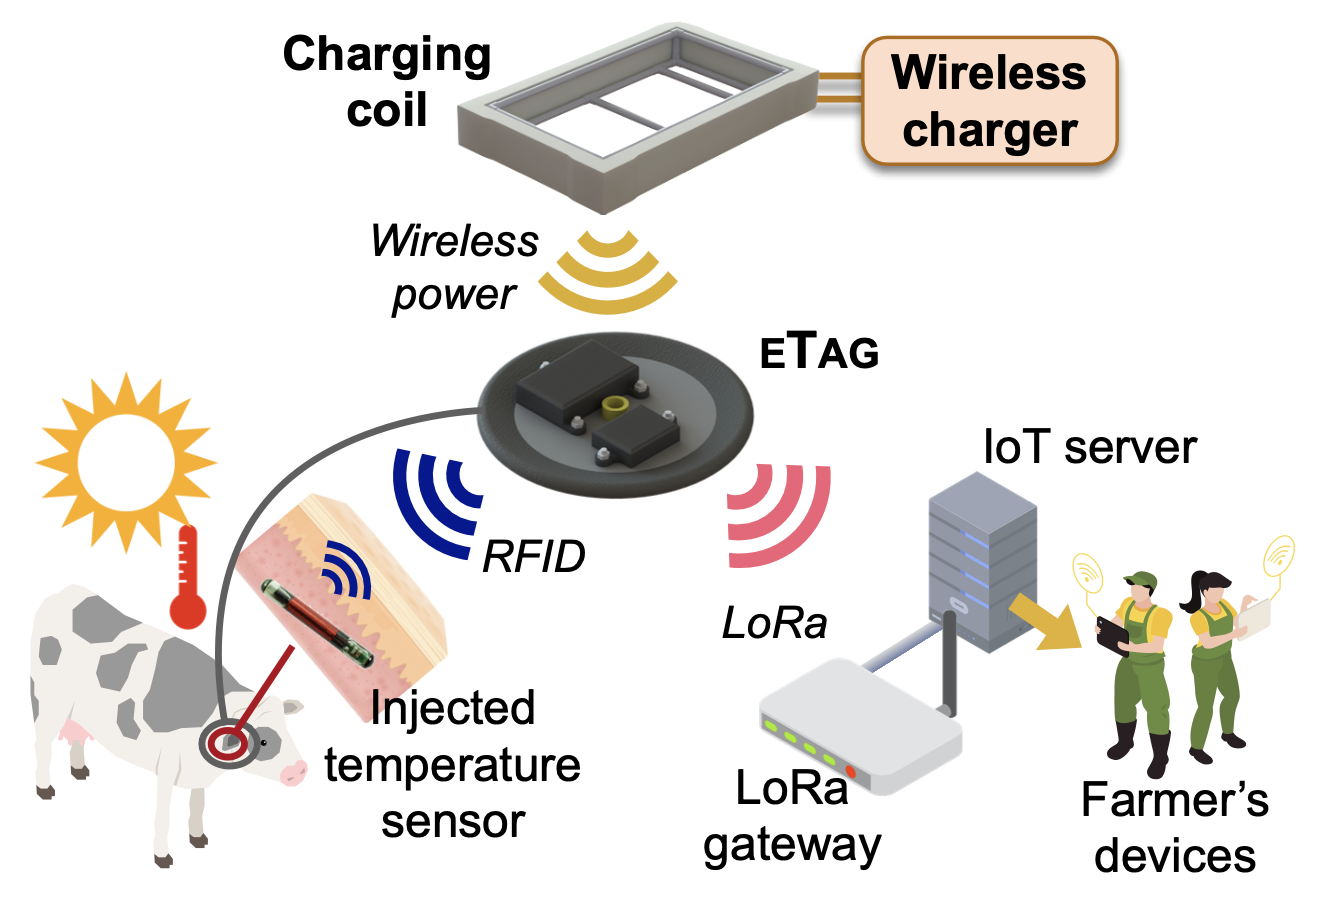 Charging
coil
Wireless
charger
Wireless
power
ETAG
IoT server
RFID
LoRa
Injected
temperature
sensor
LoRa
gateway
Farmer's
devices